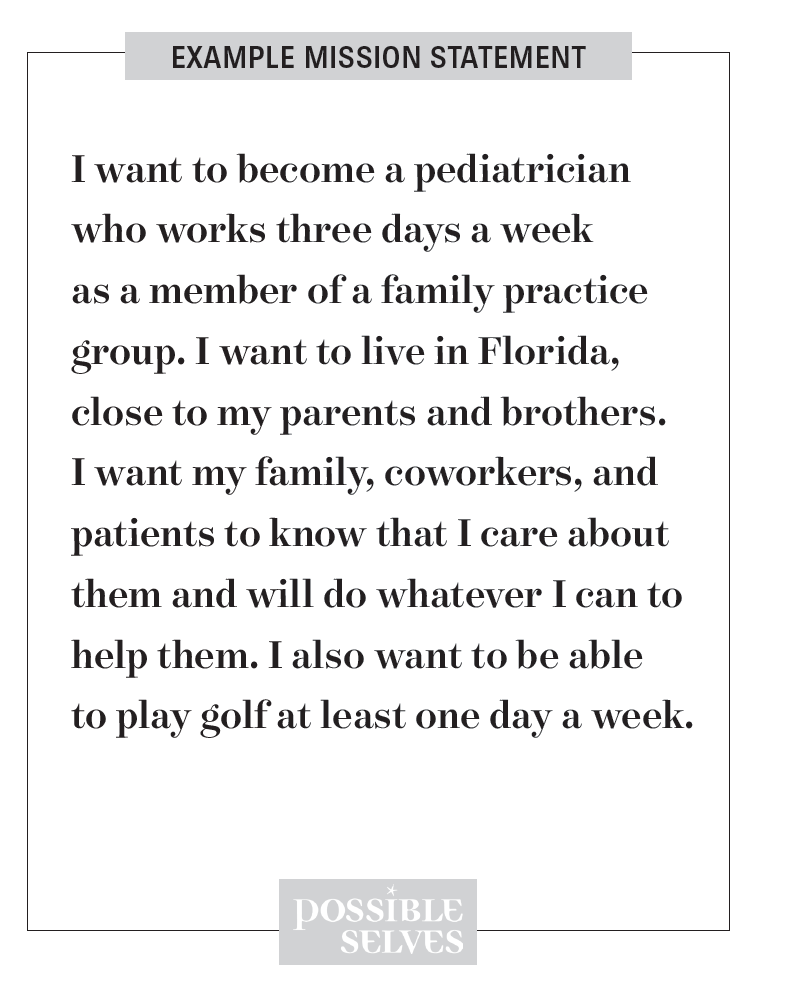 EXAMPLE MISSION STATEMENT
I want to become a pediatrician
who works three days a week
as a member of a family practice
group. I want to live in Florida,
close to my parents and brothers.
I want my family, coworkers, and
patients to know that I care about
them and will do whatever I can to
help them. I also want to be able
to play golf at least one day a week.
POSSIBLE
SELVES